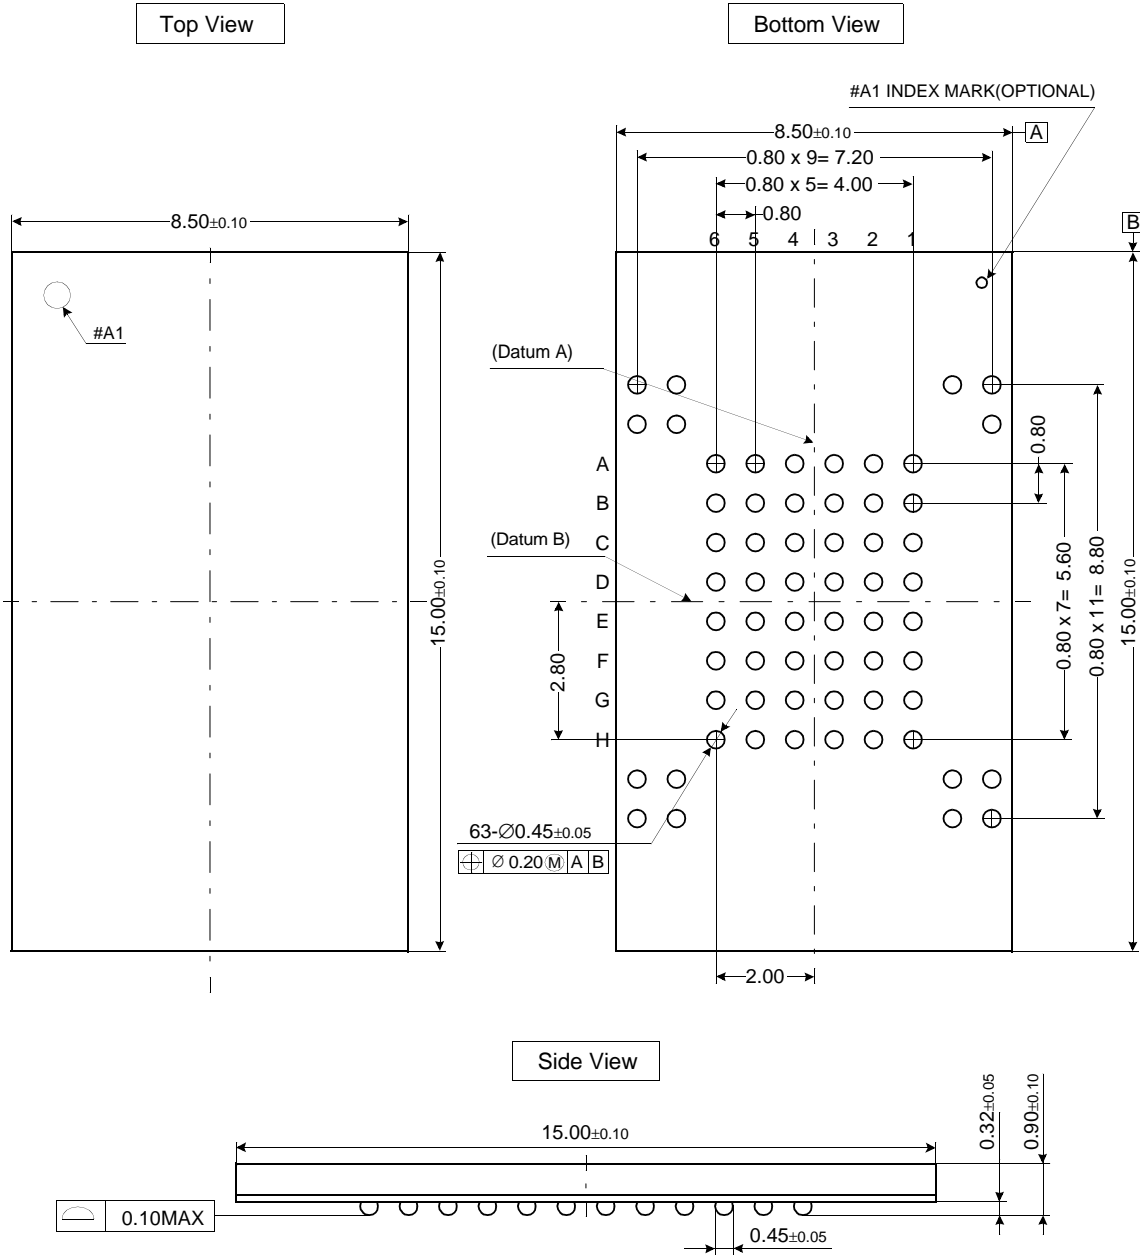 Top View
Bottom View
#A1 INDEX MARK(OPTIONAL)
8.50±0.10
A
0.80 x 9= 7.20
0.80 x 5= 4.00
0.80
8.50±0.10
B
6 5 4 3 2 1
#A1
(Datum A)
0.80
A
B
(Datum B)
C
D
E
F
G
H
2.80
15.00±0.10
0.80 x 7= 5.60
0.80 x 11= 8.80
15.00±0.10
63-∅0.45±0.05
⌖ ∅ 0.20 Ⓜ A B
2.00
Side View
15.00±0.10
0.32±0.05
0.90±0.10
0.10MAX
0.45±0.05